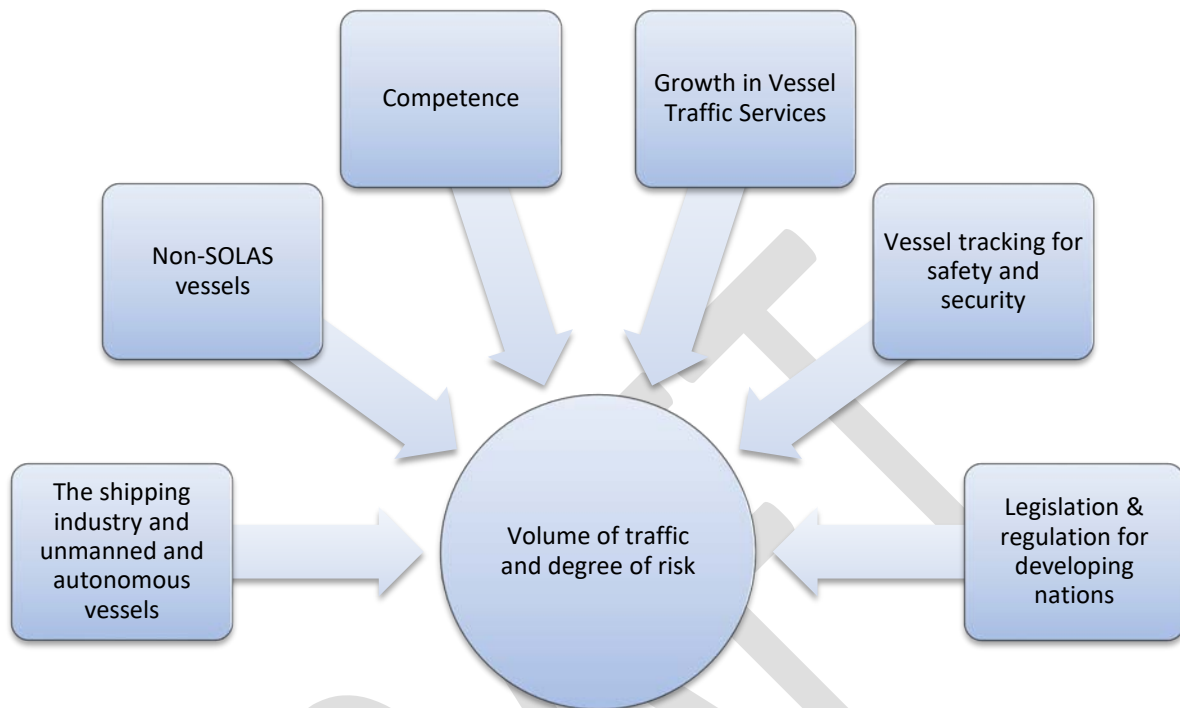 Competence
Growth in Vessel
Traffic Services
Non-SOLAS
vessels
Vessel tracking for
safety and
security
The shipping
industry and
unmanned and
autonomous
vessels
Volume of traffic
and degree of risk
Legislation &
regulation for
developing
nations